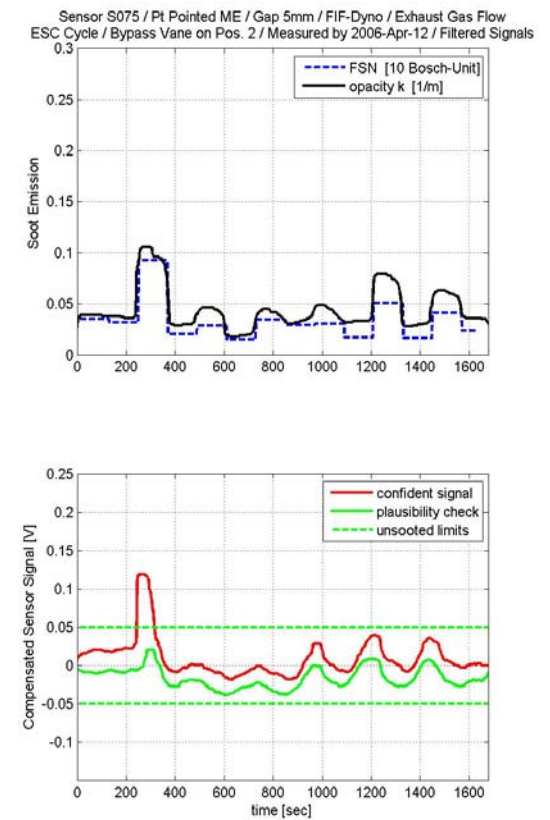 Sensor S075 / Pt Pointed ME / Gap 5mm / FIF-Dyno / Exhaust Gas Flow
ESC Cycle / Bypass Vane on Pos. 2 / Measured by 2006-Apr-12 / Filtered Signals
0.3
0.25
0.2
0.15
0.1
0.05
0
Soot Emission
FSN [10 Bosch-Unit]
opacity k [1/m]
0 200 400 600 800 1000 1200 1400 1600
0.25
0.2
0.15
0.1
0.05
0
-0.05
-0.1
Compensated Sensor Signal [V]
confident signal
plausibility check
unsooted limits
0 200 400 600 800 1000 1200 1400 1600
time [sec]